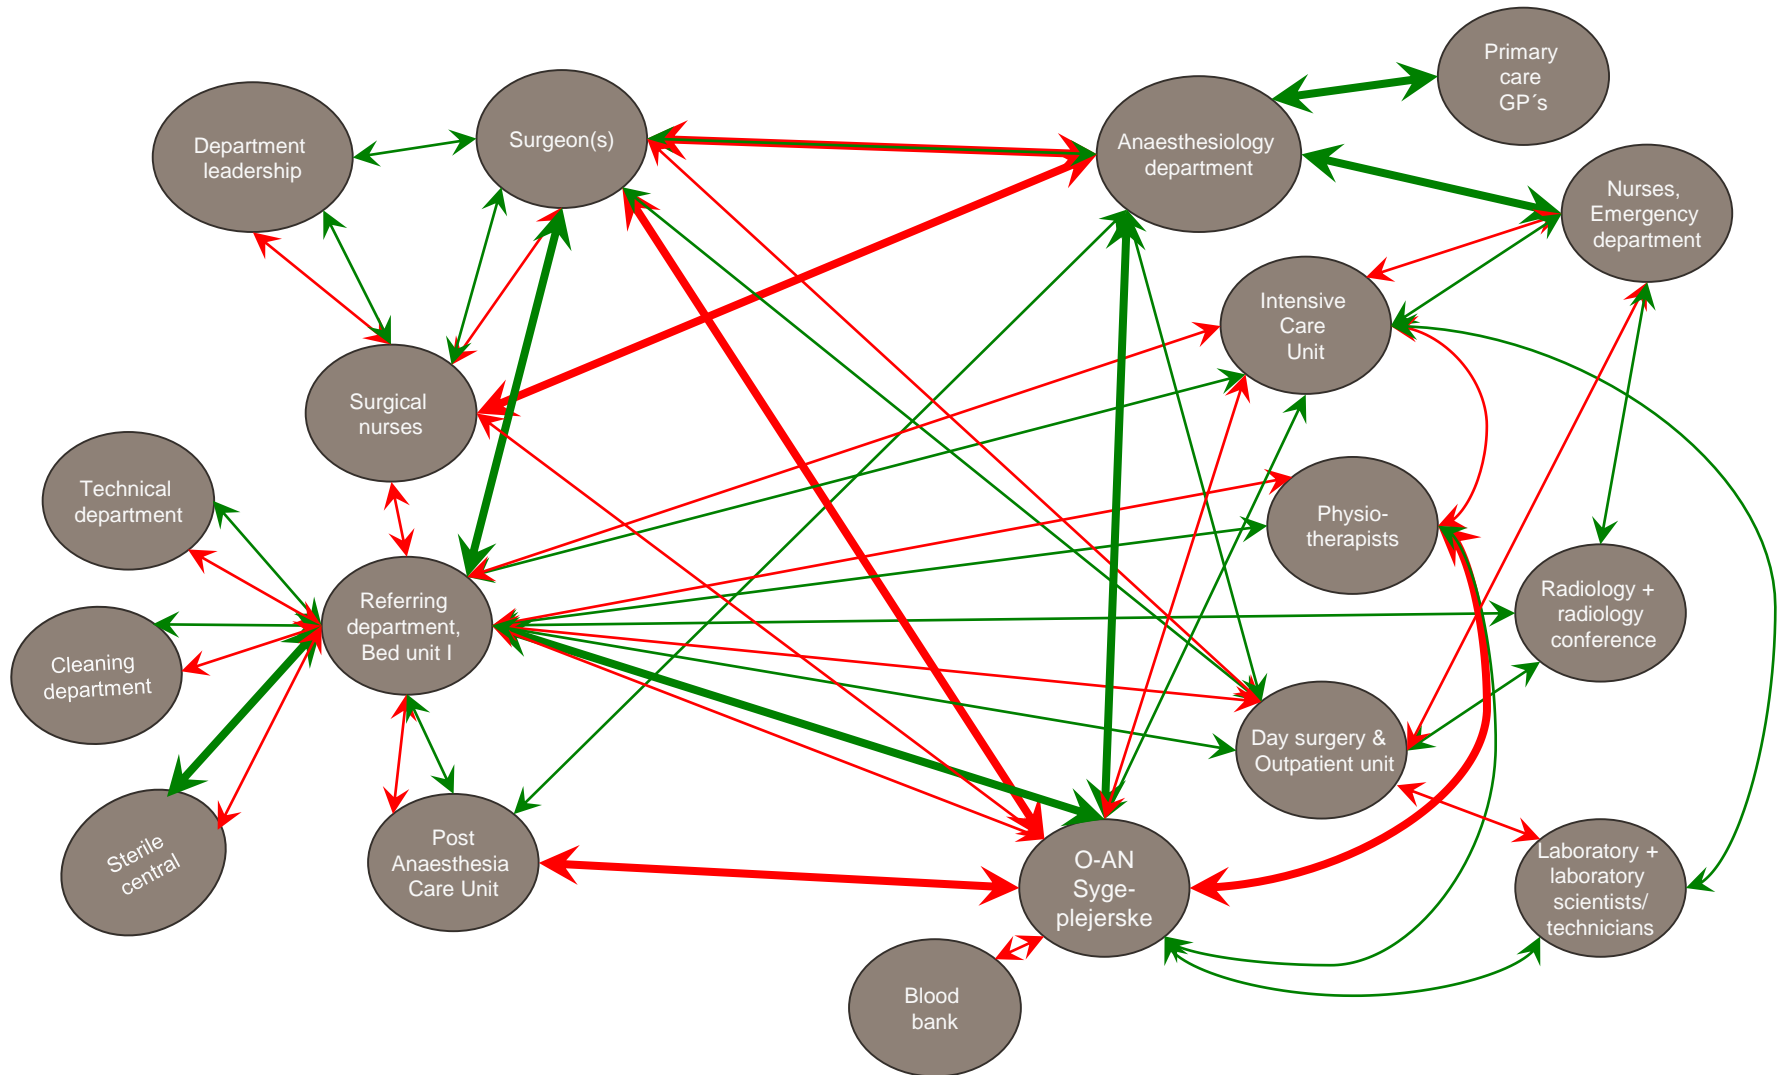 Primary
care
GP´s
Department
leadership
Surgeon(s)
Anaesthesiology
department
Nurses,
Emergency
department
Intensive
Care
Unit
Surgical
nurses
Technical
department
Physio-
therapists
Referring
department,
Bed unit I
Radiology +
radiology
conference
Cleaning
department
Day surgery &
Outpatient unit
Sterile
central
Post
Anaesthesia
Care Unit
O-AN
Syge-
plejerske
Laboratory +
laboratory
scientists/
technicians
Blood
bank